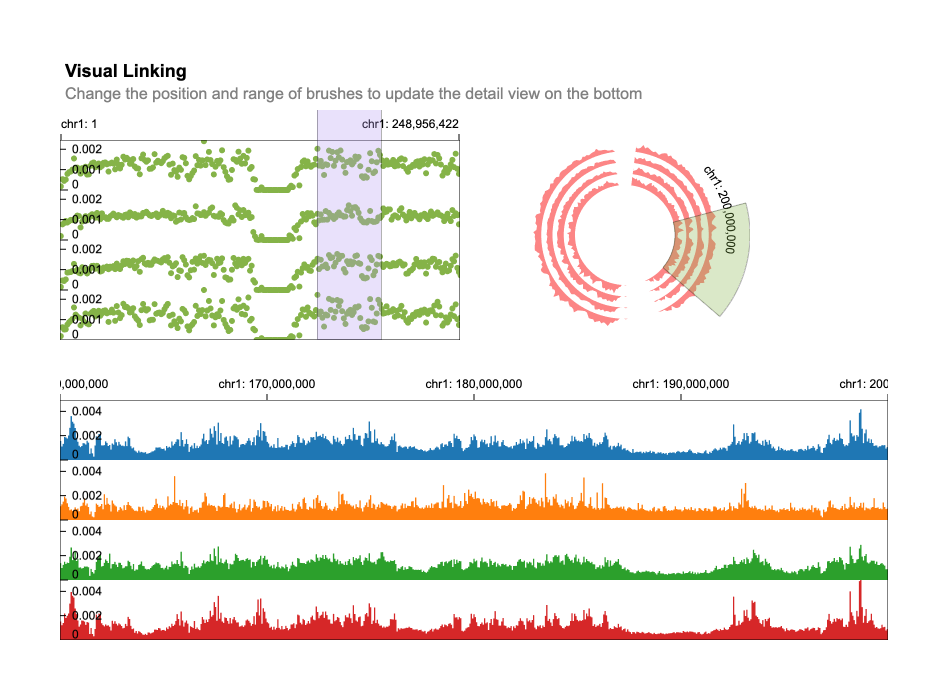 Visual Linking
Change the position and range of brushes to update the detail view on the bottom
chr1: 1
chr1: 248,956,422
0.002
0.001
0
0.002
0.001
0
0.002
0.001
0
0.002
0.001
0
chr1: 200,000,000
),000,000
chr1: 170,000,000
chr1: 180,000,000
chr1: 190,000,000
chr1: 200
0.004
0.002
0
0.004
0.002
0
0.004
0.002
0
0.004
0.002
0